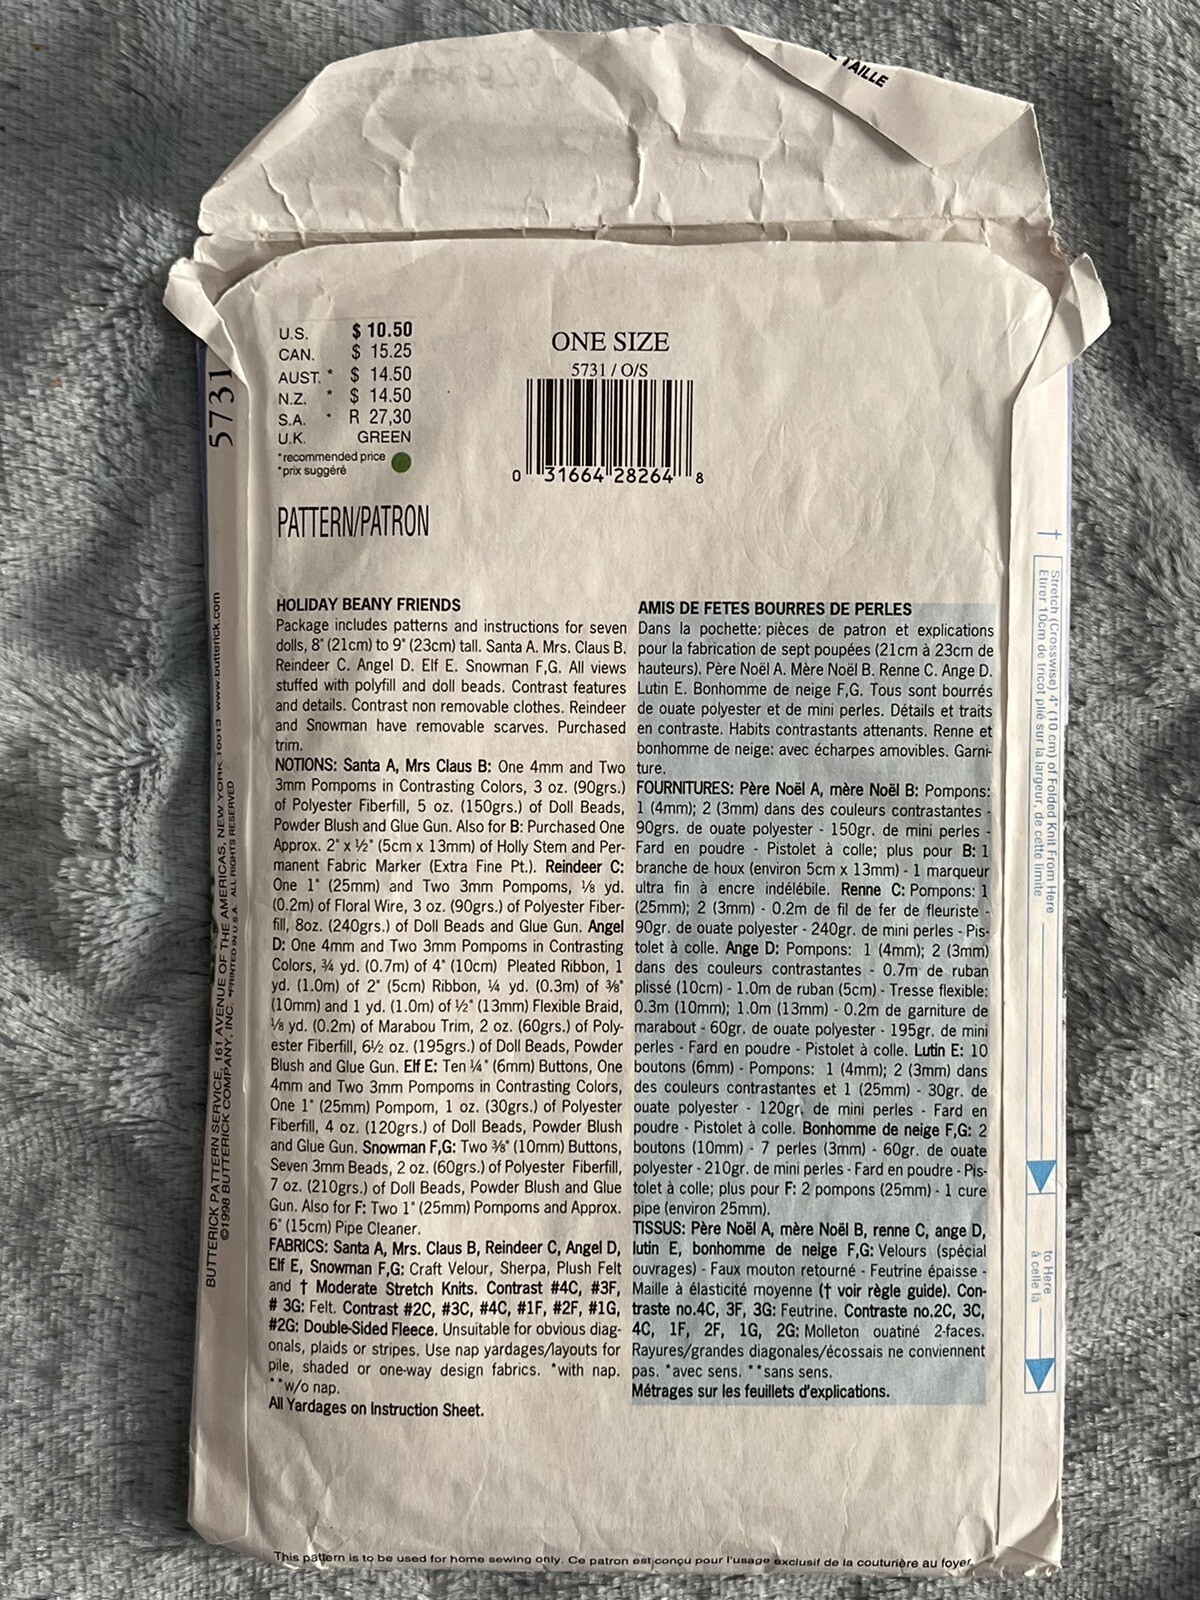 TAILLE
U.S. $ 10.50
CAN. $ 15.25
AUST. * $ 14.50
N.Z. * $ 14.50
S.A. * R 27,30
U.K. GREEN
*recommended price
*prix suggéré
ONE SIZE
5731 / O/S
0 31664 28264 8
PATTERN/PATRON
5731
HOLIDAY BEANY FRIENDS
Package includes patterns and instructions for seven
dolls, 8" (21cm) to 9" (23cm) tall. Santa A. Mrs. Claus B.
Reindeer C. Angel D. Elf E. Snowman F,G. All views
stuffed with polyfill and doll beads. Contrast features
and details. Contrast non removable clothes. Reindeer
and Snowman have removable scarves. Purchased
trim.
NOTIONS: Santa A, Mrs Claus B: One 4mm and Two
3mm Pompoms in Contrasting Colors, 3 oz. (90grs.)
of Polyester Fiberfill, 5 oz. (150grs.) of Doll Beads,
Powder Blush and Glue Gun. Also for B: Purchased One
Approx. 2" x ½" (5cm x 13mm) of Holly Stem and Per-
manent Fabric Marker (Extra Fine Pt.). Reindeer C:
One 1" (25mm) and Two 3mm Pompoms, ⅛ yd.
(0.2m) of Floral Wire, 3 oz. (90grs.) of Polyester Fiber-
fill, 8oz. (240grs.) of Doll Beads and Glue Gun. Angel
D: One 4mm and Two 3mm Pompoms in Contrasting
Colors, ¾ yd. (0.7m) of 4" (10cm) Pleated Ribbon, 1
yd. (1.0m) of 2" (5cm) Ribbon, ¼ yd. (0.3m) of ⅜"
(10mm) and 1 yd. (1.0m) of ½" (13mm) Flexible Braid,
⅛ yd. (0.2m) of Marabou Trim, 2 oz. (60grs.) of Poly-
ester Fiberfill, 6½ oz. (195grs.) of Doll Beads, Powder
Blush and Glue Gun. Elf E: Ten ¼" (6mm) Buttons, One
4mm and Two 3mm Pompoms in Contrasting Colors,
One 1" (25mm) Pompom, 1 oz. (30grs.) of Polyester
Fiberfill, 4 oz. (120grs.) of Doll Beads, Powder Blush
and Glue Gun. Snowman F,G: Two ⅜" (10mm) Buttons,
Seven 3mm Beads, 2 oz. (60grs.) of Polyester Fiberfill,
7 oz. (210grs.) of Doll Beads, Powder Blush and Glue
Gun. Also for F: Two 1" (25mm) Pompoms and Approx.
6" (15cm) Pipe Cleaner.
FABRICS: Santa A, Mrs. Claus B, Reindeer C, Angel D,
Elf E, Snowman F,G: Craft Velour, Sherpa, Plush Felt
and † Moderate Stretch Knits. Contrast #4C, #3F,
# 3G: Felt. Contrast #2C, #3C, #4C, #1F, #2F, #1G,
#2G: Double-Sided Fleece. Unsuitable for obvious diag-
onals, plaids or stripes. Use nap yardages/layouts for
pile, shaded or one-way design fabrics. *with nap.
**w/o nap.
All Yardages on Instruction Sheet.
AMIS DE FETES BOURRES DE PERLES
Dans la pochette: pièces de patron et explications
pour la fabrication de sept poupées (21cm à 23cm de
hauteurs). Père Noël A. Mère Noël B. Renne C. Ange D.
Lutin E. Bonhomme de neige F,G. Tous sont bourrés
de ouate polyester et de mini perles. Détails et traits
en contraste. Habits contrastants attenants. Renne et
bonhomme de neige: avec écharpes amovibles. Garni-
ture.
FOURNITURES: Père Noël A, mère Noël B: Pompons:
1 (4mm); 2 (3mm) dans des couleurs contrastantes -
90grs. de ouate polyester - 150gr. de mini perles -
Fard en poudre - Pistolet à colle; plus pour B: 1
branche de houx (environ 5cm x 13mm) - 1 marqueur
ultra fin à encre indélébile. Renne C: Pompons: 1
(25mm); 2 (3mm) - 0.2m de fil de fer de fleuriste -
90gr. de ouate polyester - 240gr. de mini perles - Pis-
tolet à colle. Ange D: Pompons: 1 (4mm); 2 (3mm)
dans des couleurs contrastantes - 0.7m de ruban
plissé (10cm) - 1.0m de ruban (5cm) - Tresse flexible:
0.3m (10mm); 1.0m (13mm) - 0.2m de garniture de
marabout - 60gr. de ouate polyester - 195gr. de mini
perles - Fard en poudre - Pistolet à colle. Lutin E: 10
boutons (6mm) - Pompons: 1 (4mm); 2 (3mm) dans
des couleurs contrastantes et 1 (25mm) - 30gr. de
ouate polyester - 120gr. de mini perles - Fard en
poudre - Pistolet à colle. Bonhomme de neige F,G: 2
boutons (10mm) - 7 perles (3mm) - 60gr. de ouate
polyester - 210gr. de mini perles - Fard en poudre - Pis-
tolet à colle; plus pour F: 2 pompons (25mm) - 1 cure
pipe (environ 25mm).
TISSUS: Père Noël A, mère Noël B, renne C, ange D,
lutin E, bonhomme de neige F,G: Velours (spécial
ouvrages) - Faux mouton retourné - Feutrine épaisse -
Maille à élasticité moyenne († voir règle guide). Con-
traste no.4C, 3F, 3G: Feutrine. Contraste no.2C, 3C,
4C, 1F, 2F, 1G, 2G: Molleton ouatiné 2-faces.
Rayures/grandes diagonales/écossais ne conviennent
pas. *avec sens. **sans sens.
Métrages sur les feuillets d'explications.
† Stretch (Crosswise) 4" (10 cm) of Folded Knit From Here
Etirer 10cm de tricot plié sur la largeur, de cette limite
to Here
à celle là
BUTTERICK PATTERN SERVICE, 161 AVENUE OF THE AMERICAS, NEW YORK 10013 www.butterick.com
©1998 BUTTERICK COMPANY, INC. *PRINTED IN U.S.A. ALL RIGHTS RESERVED
This pattern is to be used for home sewing only. Ce patron est conçu pour l'usage exclusif de la couturière au foyer.